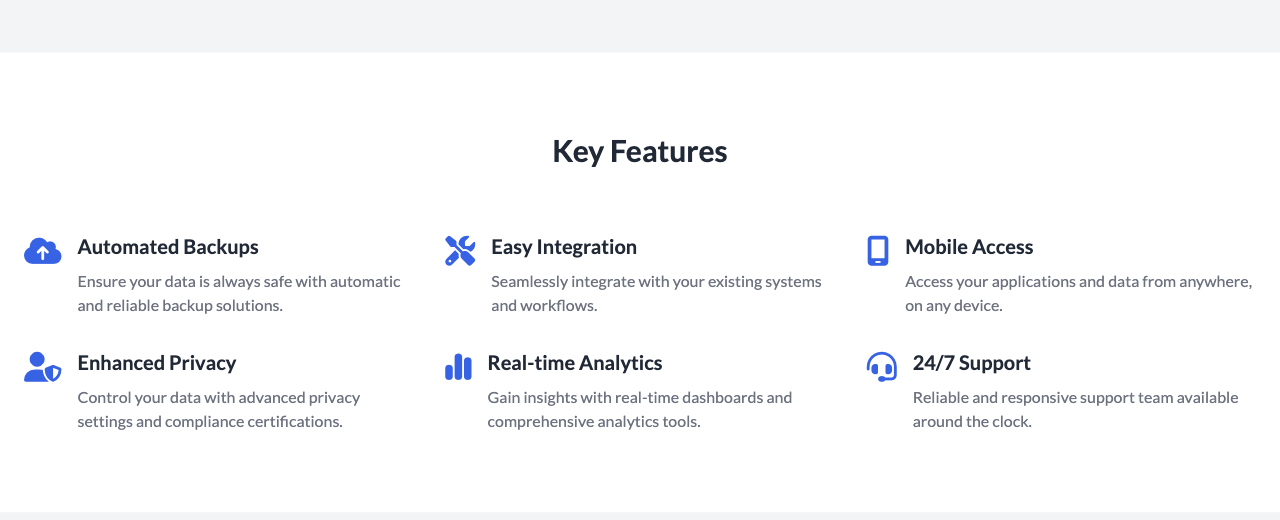 Key Features
Automated Backups
Ensure your data is always safe with automatic
and reliable backup solutions.
Easy Integration
Seamlessly integrate with your existing systems
and workflows.
Mobile Access
Access your applications and data from anywhere,
on any device.
Enhanced Privacy
Control your data with advanced privacy
settings and compliance certifications.
Real-time Analytics
Gain insights with real-time dashboards and
comprehensive analytics tools.
24/7 Support
Reliable and responsive support team available
around the clock.